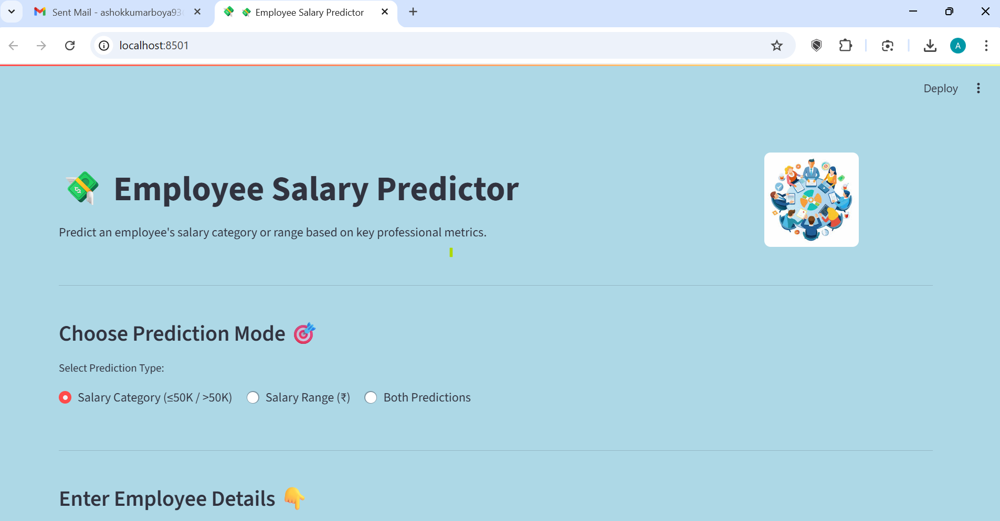 Sent Mail - ashokkumarboya93
Employee Salary Predictor
localhost:8501
A
Deploy
Employee Salary Predictor
Predict an employee's salary category or range based on key professional metrics.
Choose Prediction Mode
Select Prediction Type:
Salary Category (≤50K / >50K) Salary Range (₹) Both Predictions
Enter Employee Details